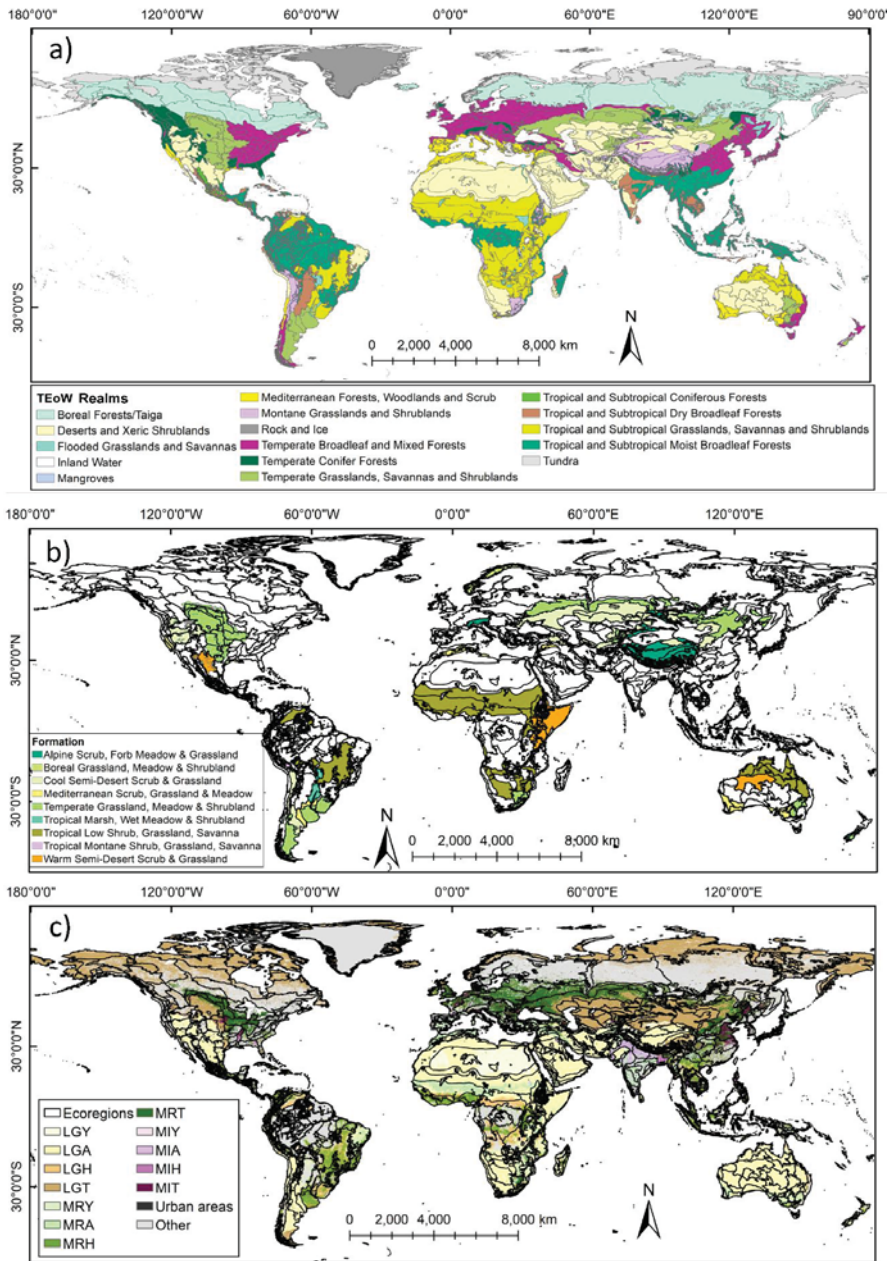 180°0'0" 120°0'0"W 60°0'0"W 0°0'0" 60°0'0"E 120°0'0"E 90°0'0"
a)
30°0'0"N
30°0'0"S
N
0 2,000 4,000 8,000 km
TEoW Realms
Boreal Forests/Taiga
Deserts and Xeric Shrublands
Flooded Grasslands and Savannas
Inland Water
Mangroves
Mediterranean Forests, Woodlands and Scrub
Montane Grasslands and Shrublands
Rock and Ice
Temperate Broadleaf and Mixed Forests
Temperate Conifer Forests
Temperate Grasslands, Savannas and Shrublands
Tropical and Subtropical Coniferous Forests
Tropical and Subtropical Dry Broadleaf Forests
Tropical and Subtropical Grasslands, Savannas and Shrublands
Tropical and Subtropical Moist Broadleaf Forests
Tundra
180°0'0" 120°0'0"W 60°0'0"W 0°0'0" 60°0'0"E 120°0'0"E
b)
30°0'0"N
30°0'0"S
Formation
Alpine Scrub, Forb Meadow & Grassland
Boreal Grassland, Meadow & Shrubland
Cool Semi-Desert Scrub & Grassland
Mediterranean Scrub, Grassland & Meadow
Temperate Grassland, Meadow & Shrubland
Tropical Marsh, Wet Meadow & Shrubland
Tropical Low Shrub, Grassland, Savanna
Tropical Montane Shrub, Grassland, Savanna
Warm Semi-Desert Scrub & Grassland
N
0 2,000 4,000 8,000 km
180°0'0" 120°0'0"W 60°0'0"W 0°0'0" 60°0'0"E 120°0'0"E
c)
30°0'0"N
30°0'0"S
Ecoregions
LGY
LGA
LGH
LGT
MRY
MRA
MRH
MRT
MIY
MIA
MIH
MIT
Urban areas
Other
N
0 2,000 4,000 8,000 km